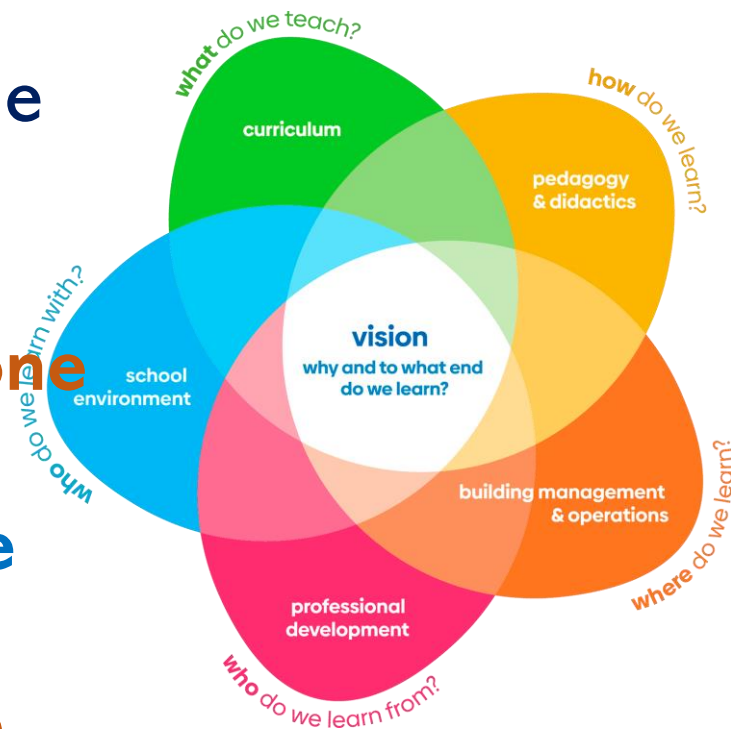 what do we teach?
e
how do we learn?
curriculum
pedagogy
& didactics
who do we learn with?
vision
why and to what end
do we learn?
one
school
environment
building management
& operations
where do we learn?
e
professional
development
who do we learn from?